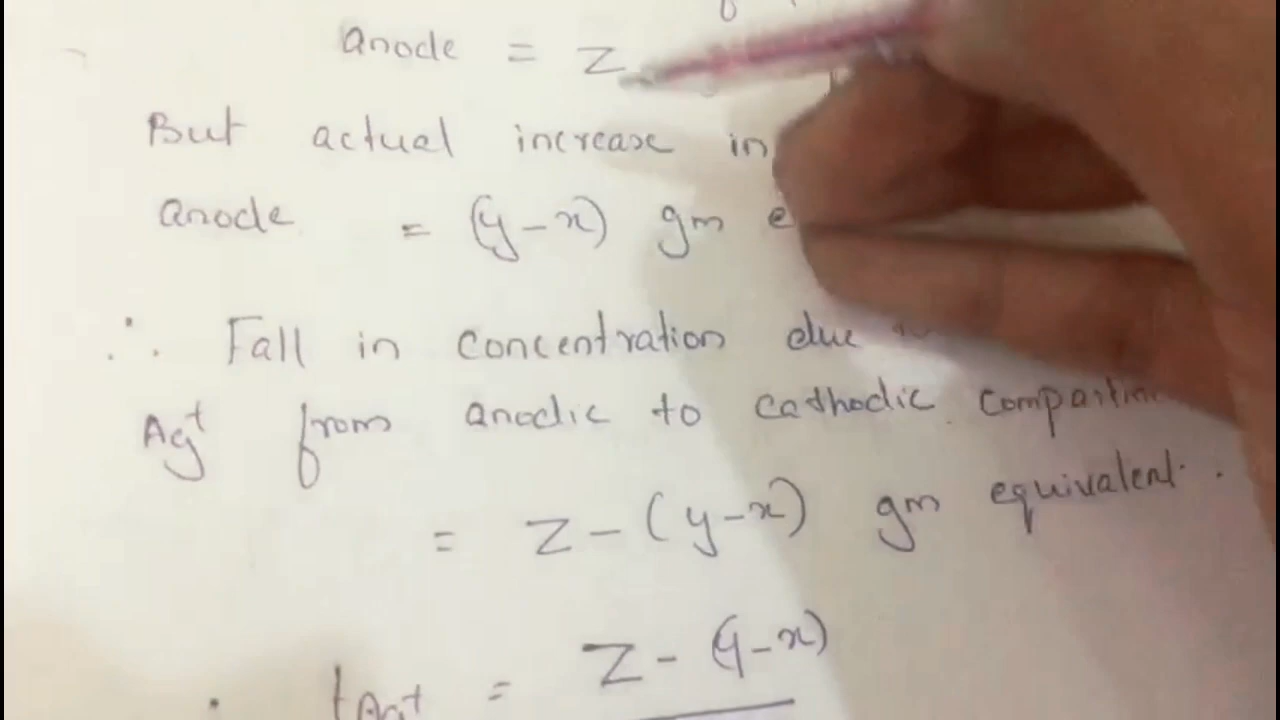 anode = Z
But actual increase in
anode = (y-x) gm
∴ Fall in concentration due
Ag+ from anodic to cathodic
= Z - (y-x) gm equivalent.
∴ tAg+ = Z - (y-x)